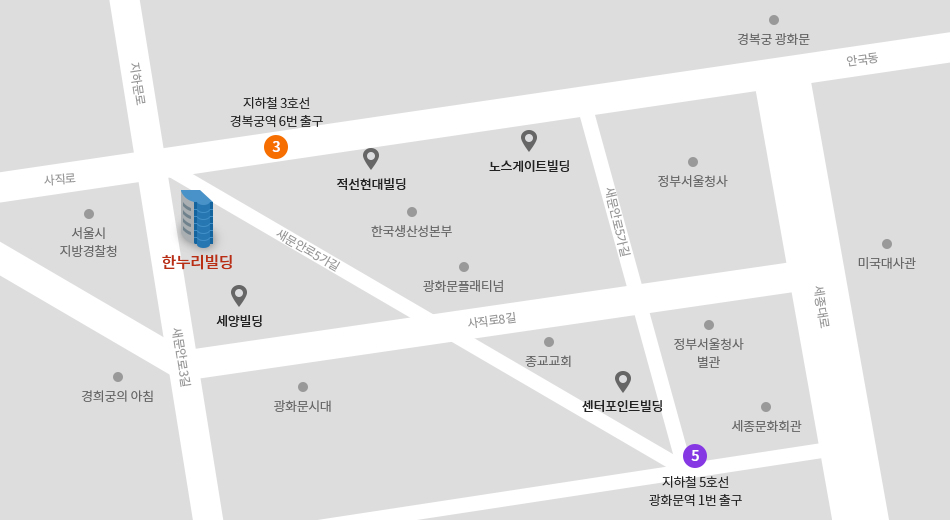 경복궁 광화문
안국동
지하문로
지하철 3호선
경복궁역 6번 출구
3
적선현대빌딩
노스게이트빌딩
정부서울청사
사직로
서울시
지방경찰청
한누리빌딩
새문안로5가길
한국생산성본부
새문안로5가길
미국대사관
광화문플래티넘
세양빌딩
사직로8길
세종대로
정부서울청사
별관
새문안로3길
종교교회
경희궁의 아침
광화문시대
센터포인트빌딩
세종문화회관
5
지하철 5호선
광화문역 1번 출구